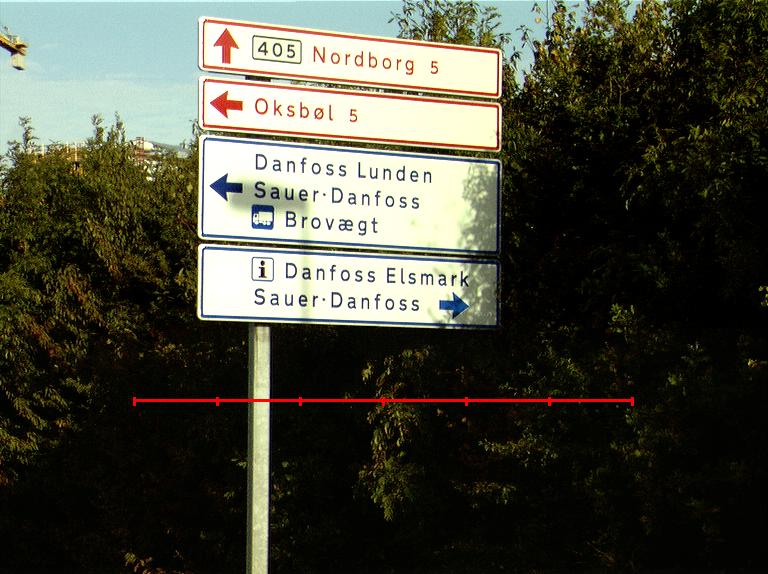 405 Nordborg 5
Oksbøl 5
Danfoss Lunden
Sauer·Danfoss
Brovægt
i Danfoss Elsmark
Sauer·Danfoss